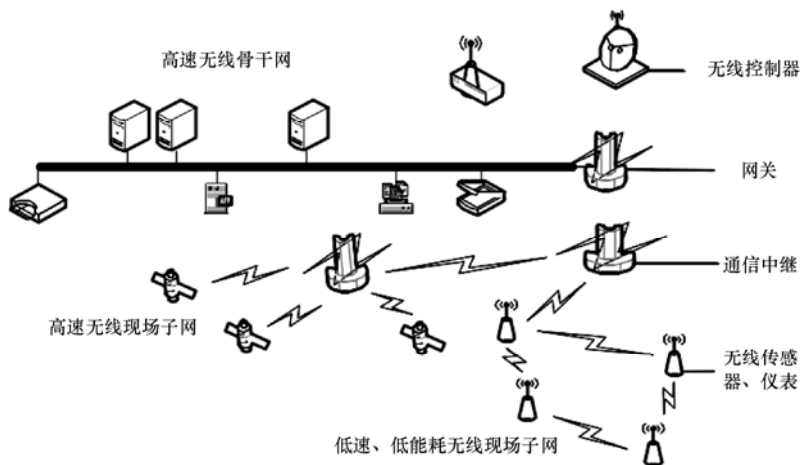 高速无线骨干网
无线控制器
网关
通信中继
高速无线现场子网
无线传感
器、仪表
低速、低能耗无线现场子网